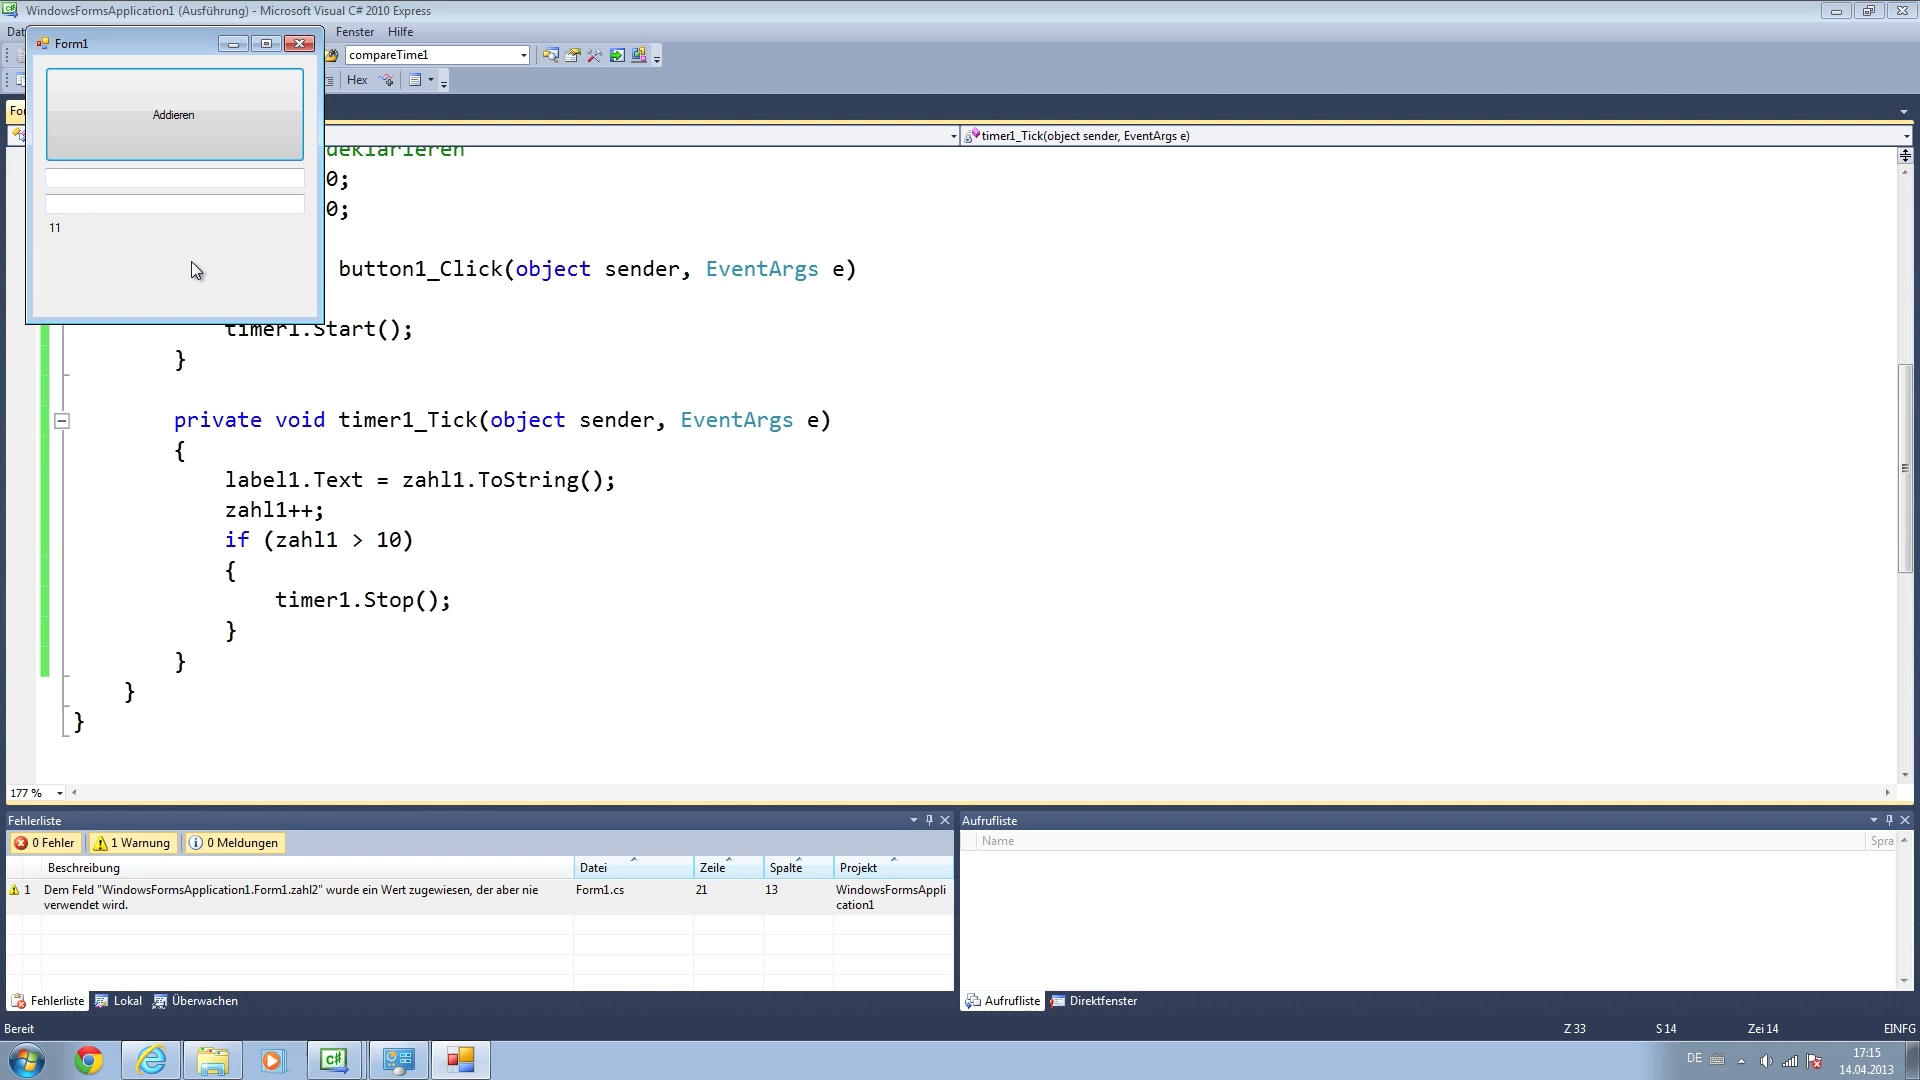 WindowsFormsApplication1 (Ausführung) - Microsoft Visual C# 2010 Express
Fenster Hilfe
Form1
compareTime1
Hex
Addieren
11
timer1_Tick(object sender, EventArgs e)
deklarieren
0;
0;
button1_Click(object sender, EventArgs e)
timer1.Start();
}
private void timer1_Tick(object sender, EventArgs e)
{
label1.Text = zahl1.ToString();
zahl1++;
if (zahl1 > 10)
{
timer1.Stop();
}
}
}
}
177 %
Fehlerliste
0 Fehler 1 Warnung 0 Meldungen
Beschreibung Datei Zeile Spalte Projekt
1 Dem Feld "WindowsFormsApplication1.Form1.zahl2" wurde ein Wert zugewiesen, der aber nie Form1.cs 21 13 WindowsFormsAppli
verwendet wird. cation1
Aufrufliste
Name Spra
Fehlerliste Lokal Überwachen
Aufrufliste Direktfenster
Bereit Z 33 S 14 Zei 14 EINFG
C#
DE
17:15
14.04.2013